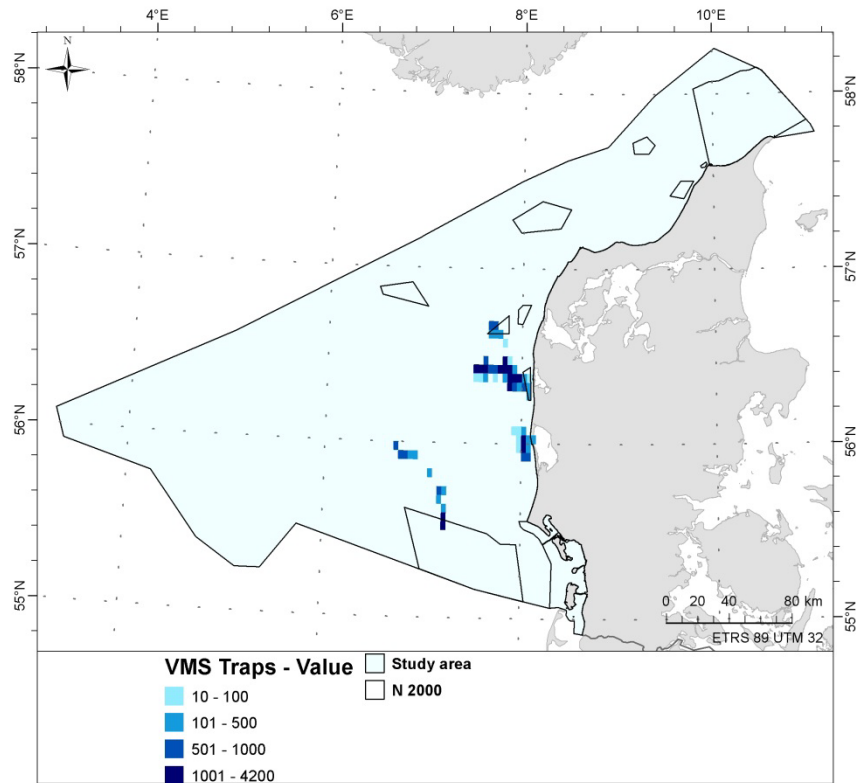 4°E 6°E 8°E 10°E
N
58°N 58°N
57°N 57°N
56°N 56°N
55°N 55°N
0 20 40 80 km
ETRS 89 UTM 32
VMS Traps - Value
10 - 100
101 - 500
501 - 1000
1001 - 4200
Study area
N 2000